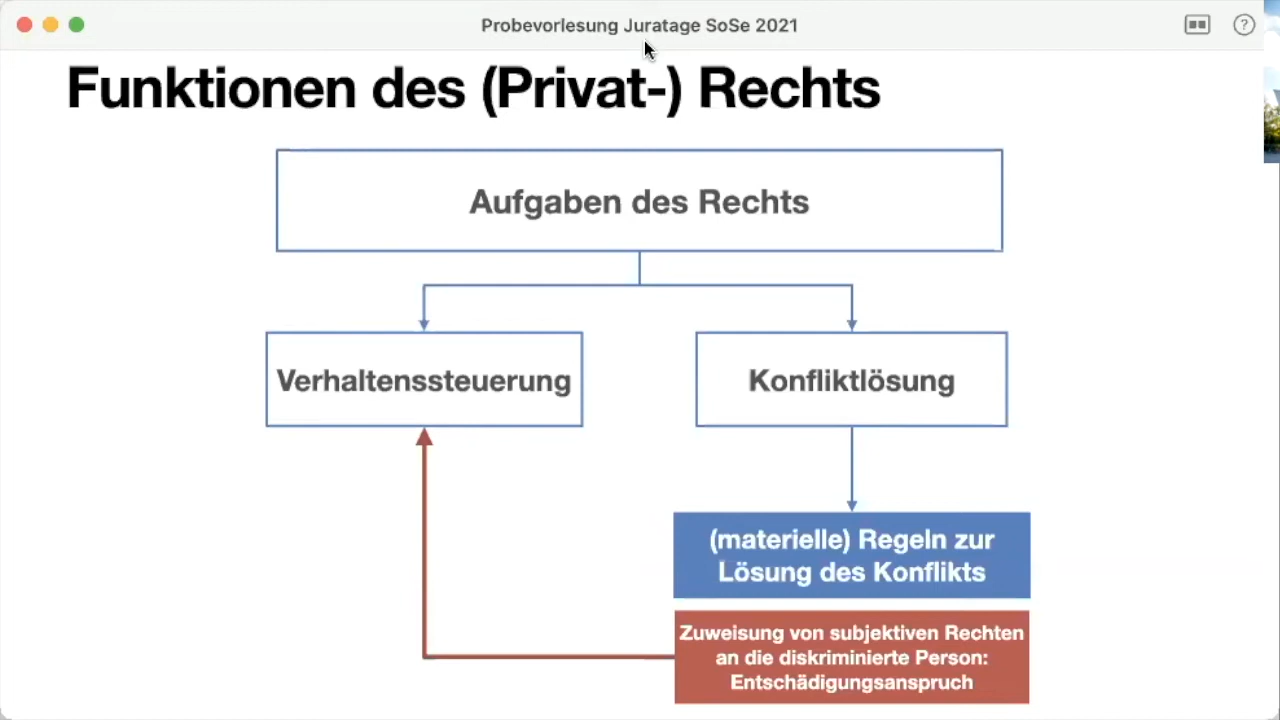 Probevorlesung Juratage SoSe 2021
?
Funktionen des (Privat-) Rechts
Aufgaben des Rechts
Verhaltenssteuerung
Konfliktlösung
(materielle) Regeln zur
Lösung des Konflikts
Zuweisung von subjektiven Rechten
an die diskriminierte Person:
Entschädigungsanspruch